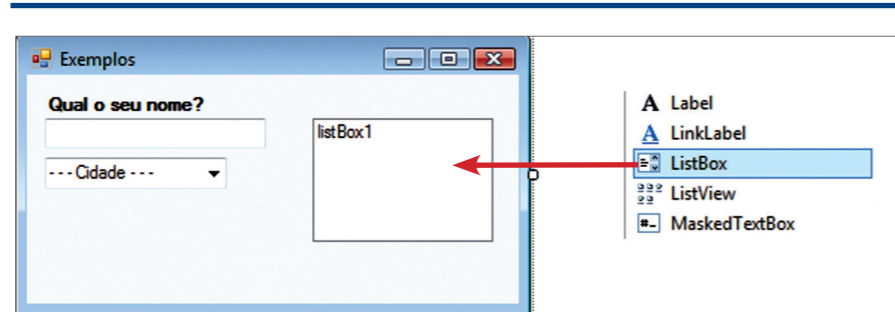 Exemplos
Qual o seu nome?
listBox1
--- Cidade ---
A Label
A LinkLabel
ListBox
ListView
MaskedTextBox